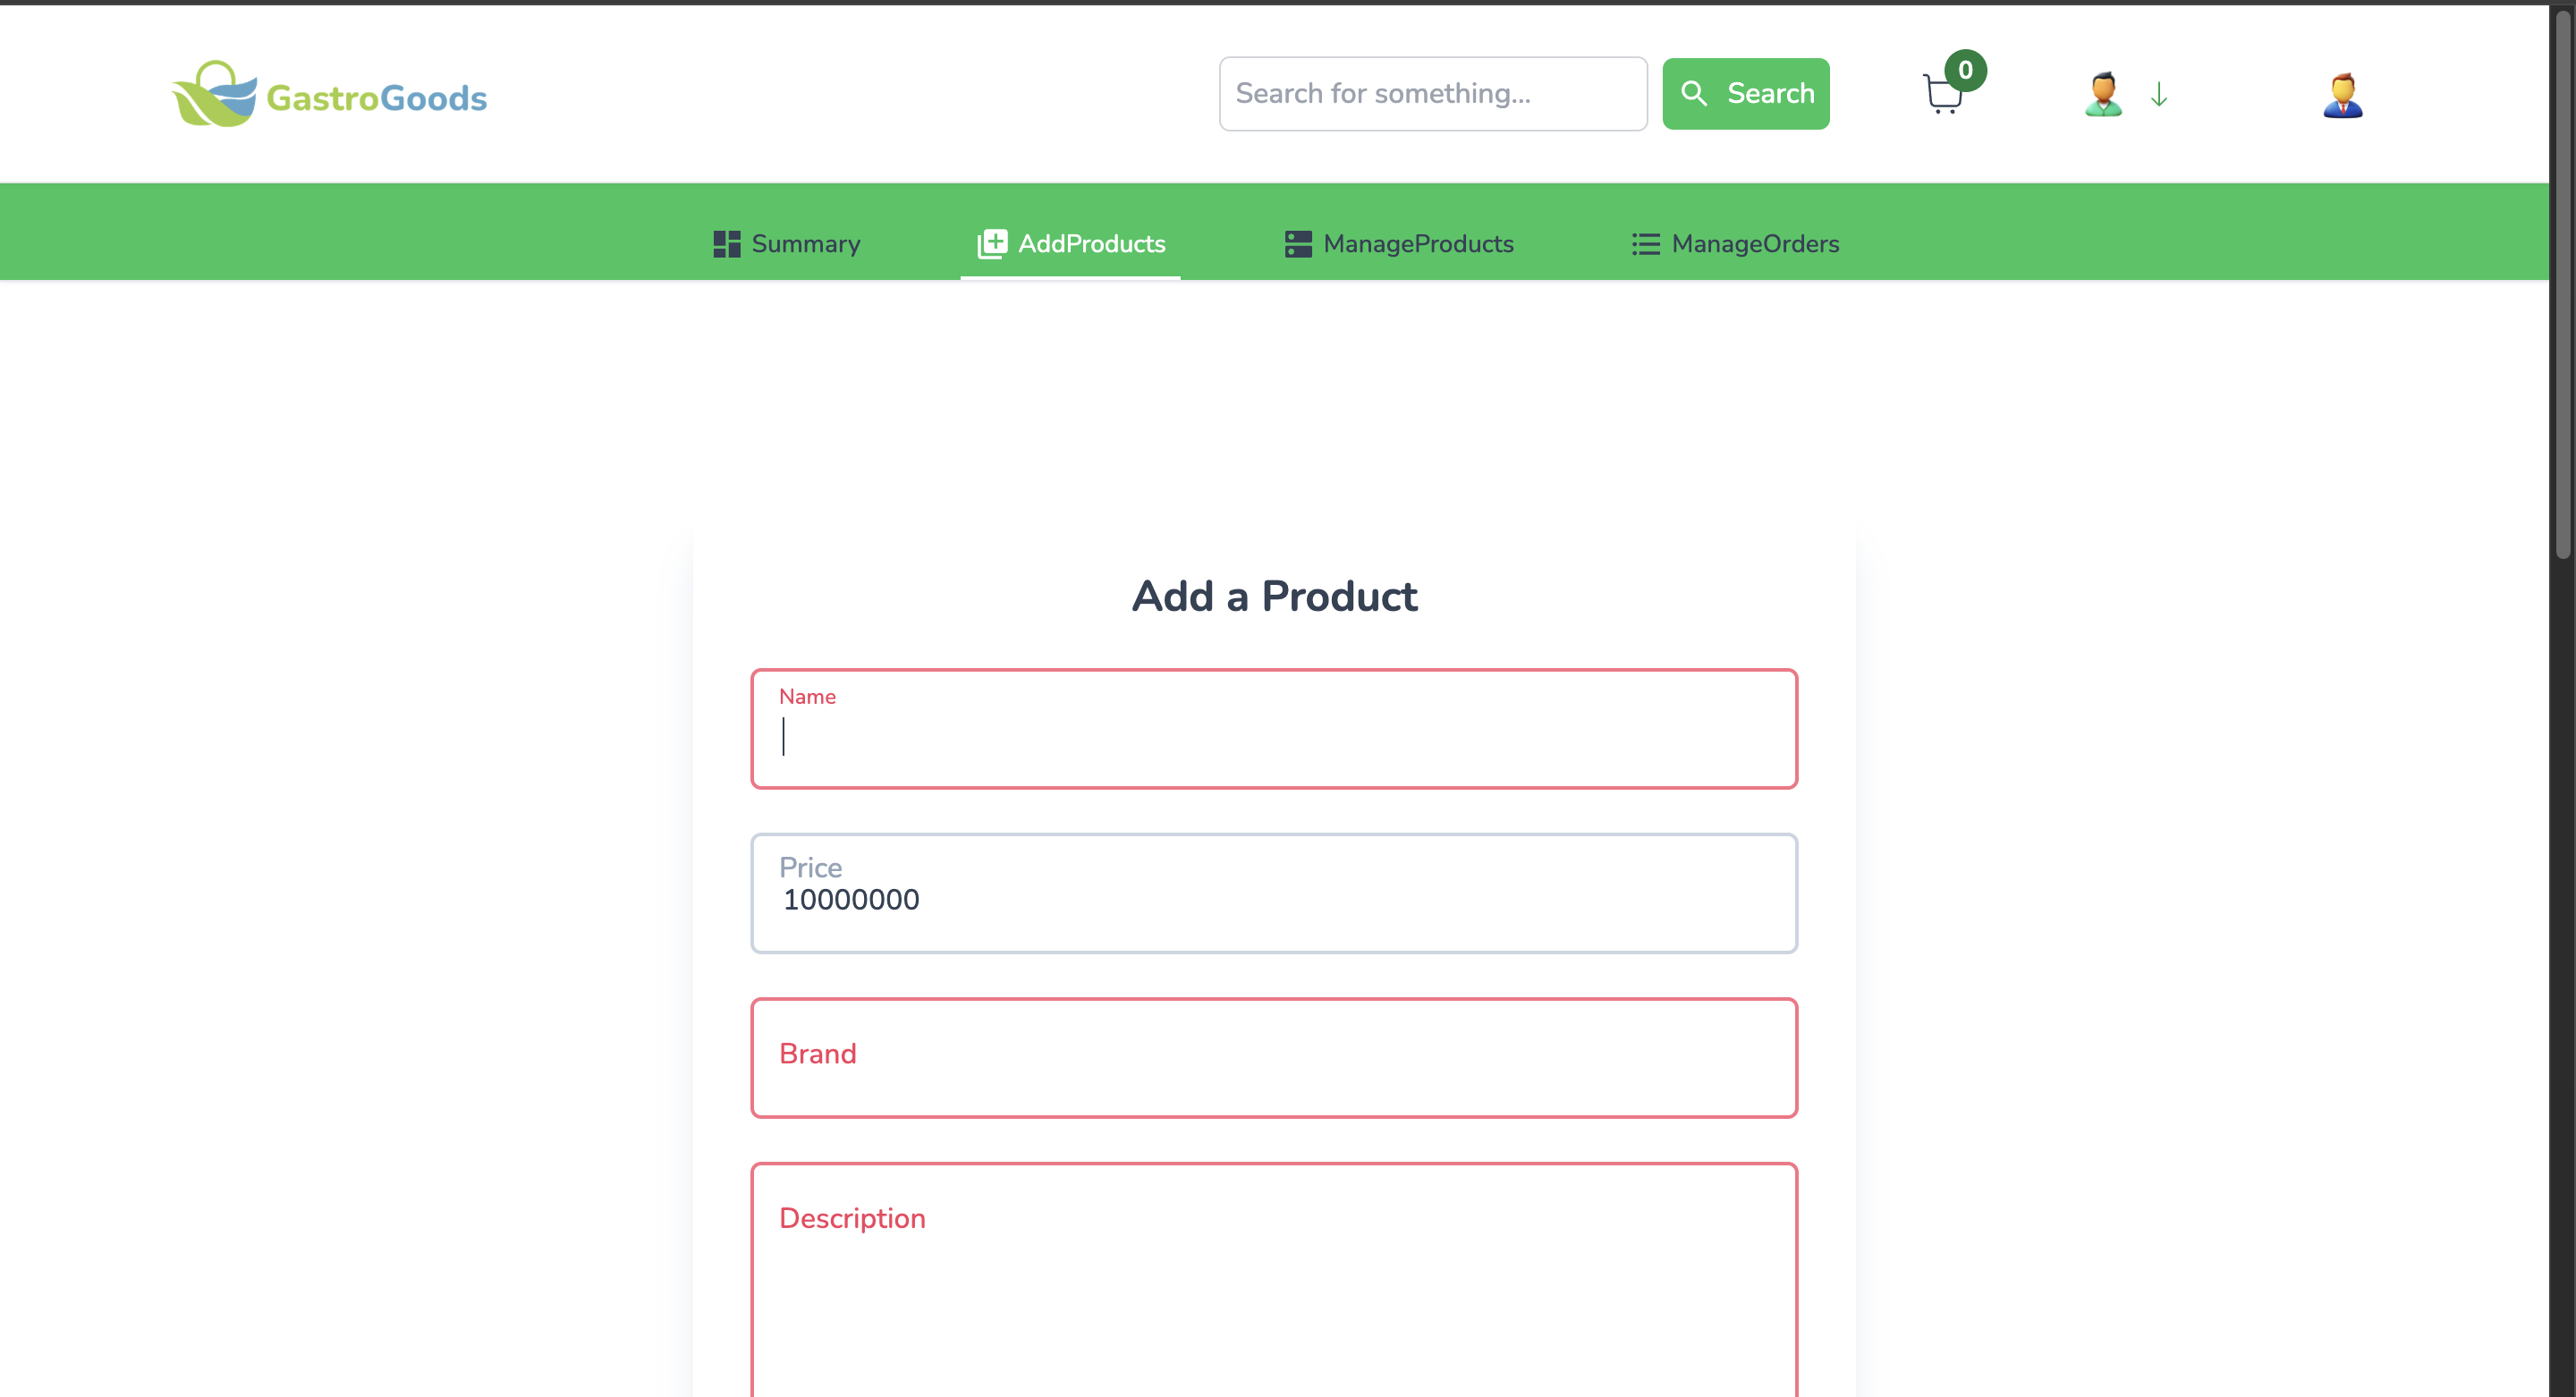 GastroGoods
Search for something...
Search
0
Summary
AddProducts
ManageProducts
ManageOrders
Add a Product
Name
Price
10000000
Brand
Description